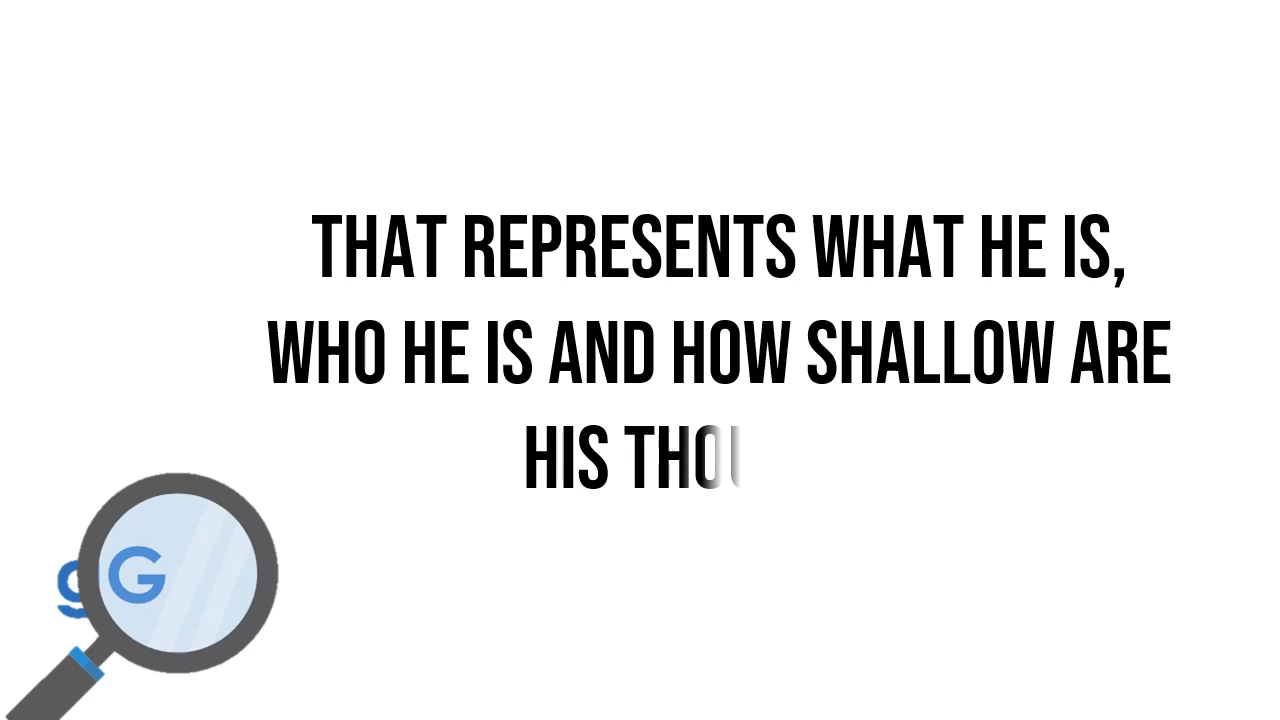 THAT REPRESENTS WHAT HE IS,
WHO HE IS AND HOW SHALLOW ARE
HIS
g G